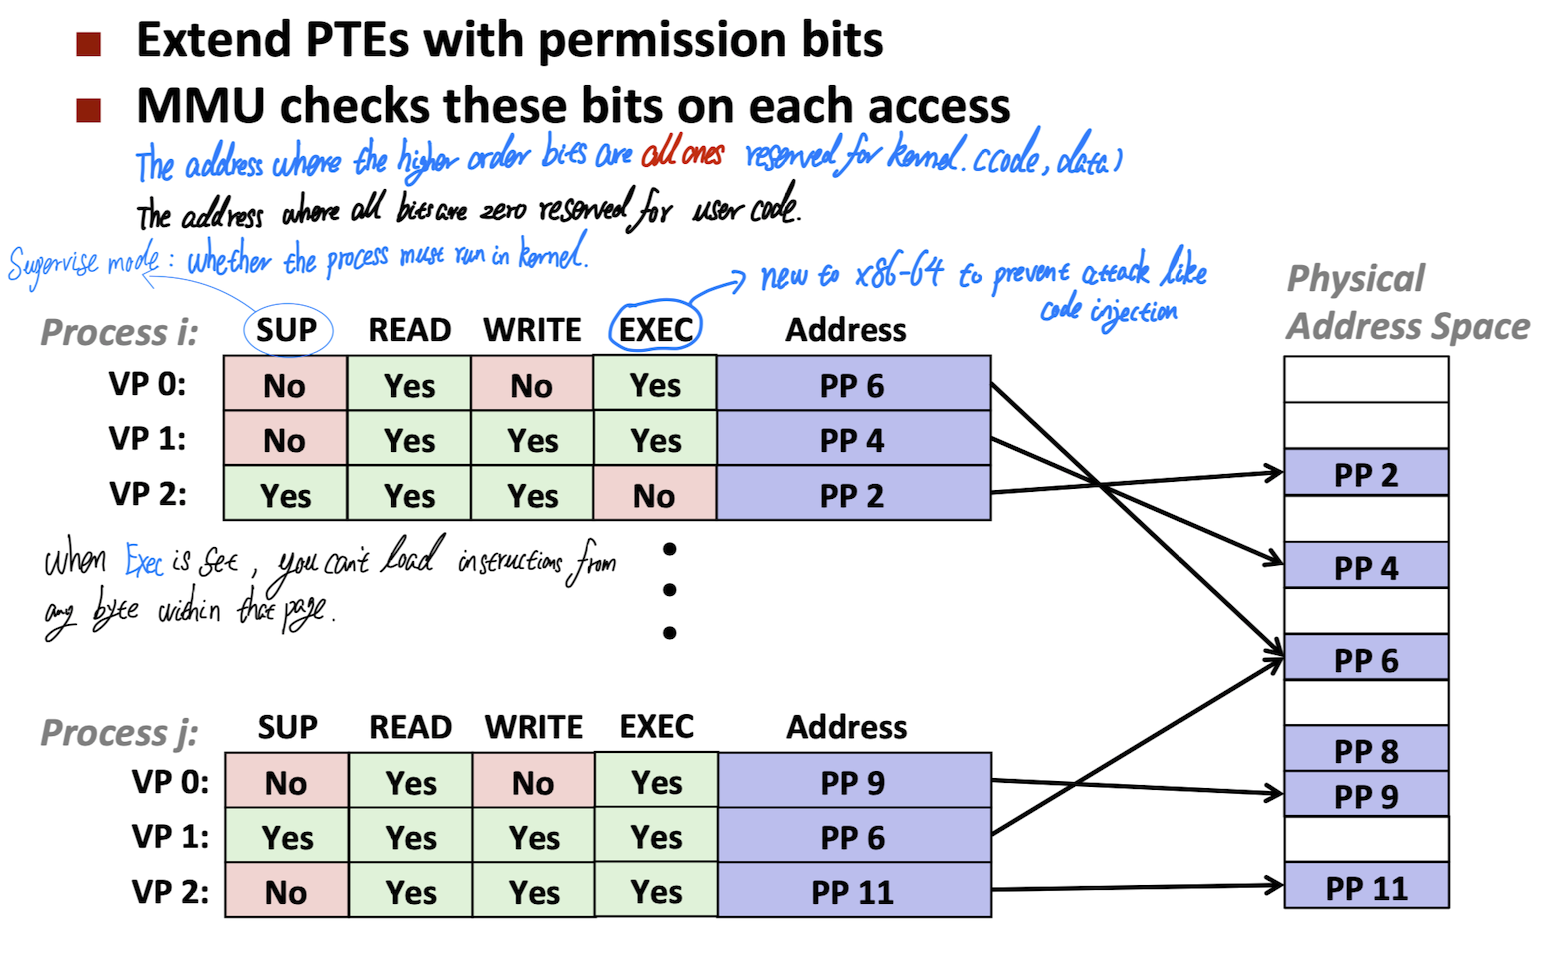 Extend PTEs with permission bits
MMU checks these bits on each access
The address where the higher order bits are all ones reserved for kernel. (code, data)
The address where all bits are zero reserved for user code.
Supervise mode: whether the process must run in kernel.
new to x86-64 to prevent attack like
code injection
Physical
Address Space
Process i: SUP READ WRITE EXEC Address
VP 0: No Yes No Yes PP 6
VP 1: No Yes Yes Yes PP 4
VP 2: Yes Yes Yes No PP 2
PP 2
PP 4
PP 6
PP 8
PP 9
PP 11
When Exec is set, you can't load instructions from
any byte within that page.
Process j: SUP READ WRITE EXEC Address
VP 0: No Yes No Yes PP 9
VP 1: Yes Yes Yes Yes PP 6
VP 2: No Yes Yes Yes PP 11